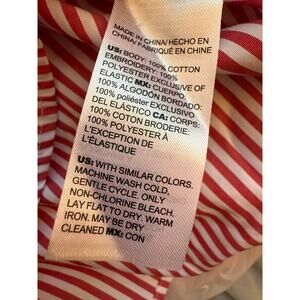 MADE IN CHINA/HECHO EN
CHINA/FABRIQUÉ EN CHINE
US: BODY: 100% COTTON
EMBROIDERY: 100%
POLYESTER EXCLUSIVE OF
ELASTIC MX: CUERPO:
100% ALGODÓN BORDADO:
100% poliéster EXCLUSIVO
DEL ELÁSTICO CA: CORPS:
100% COTON BRODERIE:
100% POLYESTER À
L'EXCEPTION DE
L'ÉLASTIQUE
US: WITH SIMILAR COLORS.
MACHINE WASH COLD,
GENTLE CYCLE. ONLY
NON-CHLORINE BLEACH.
LAY FLAT TO DRY. WARM
IRON. MAY BE DRY
CLEANED MX: CON